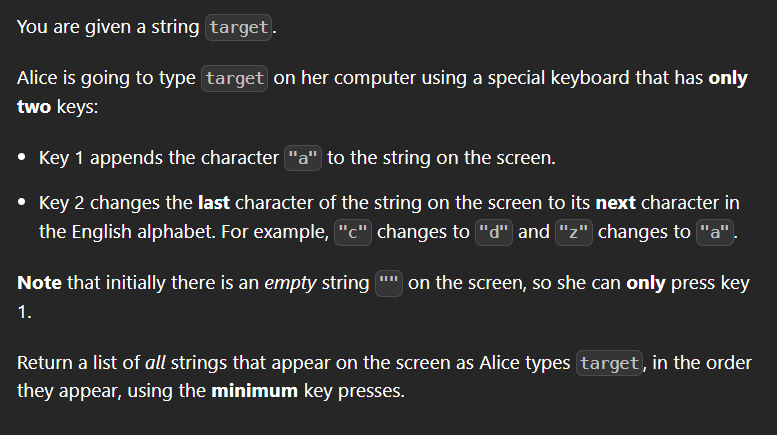 You are given a string target.
Alice is going to type target on her computer using a special keyboard that has only
two keys:
• Key 1 appends the character "a" to the string on the screen.
• Key 2 changes the last character of the string on the screen to its next character in
the English alphabet. For example, "c" changes to "d" and "z" changes to "a".
Note that initially there is an empty string "" on the screen, so she can only press key
1.
Return a list of all strings that appear on the screen as Alice types target, in the order
they appear, using the minimum key presses.